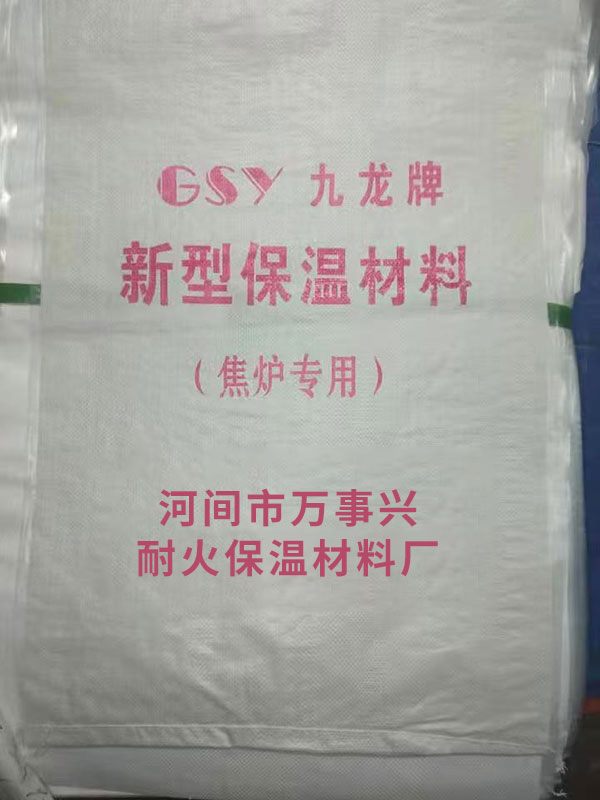 GSY 九龙牌
新型保温材料
（焦炉专用）
河间市万事兴
耐火保温材料厂